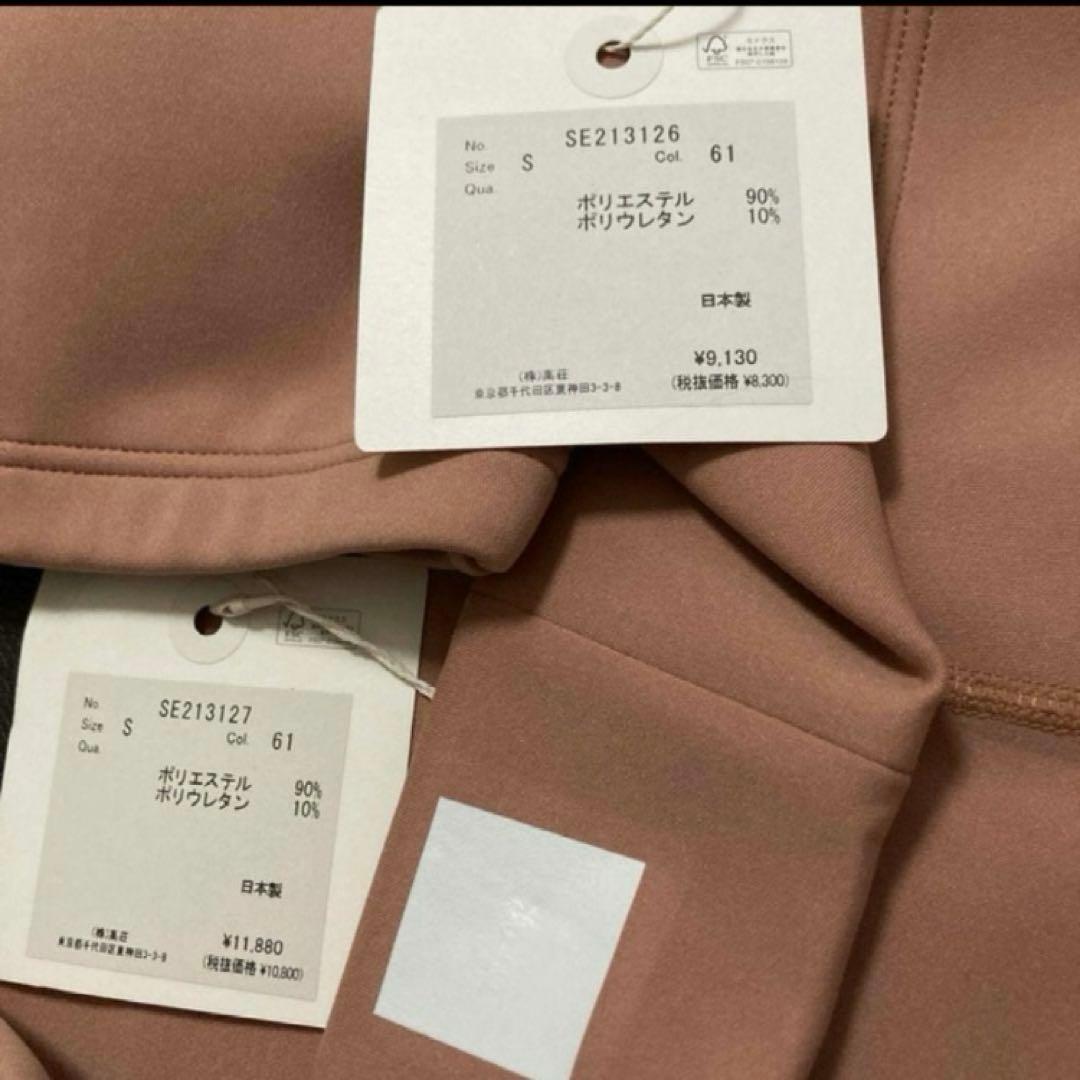 FSC
No. SE213126
Size S Col. 61
Qua.
ポリエステル 90%
ポリウレタン 10%
日本製
¥9,130
(税抜価格 ¥8,300)
(株)髙荘
東京都千代田区東神田3-3-8
FSC
No. SE213127
Size S Col. 61
Qua.
ポリエステル 90%
ポリウレタン 10%
日本製
¥11,880
(税抜価格 ¥10,800)
(株)髙荘
東京都千代田区東神田3-3-8